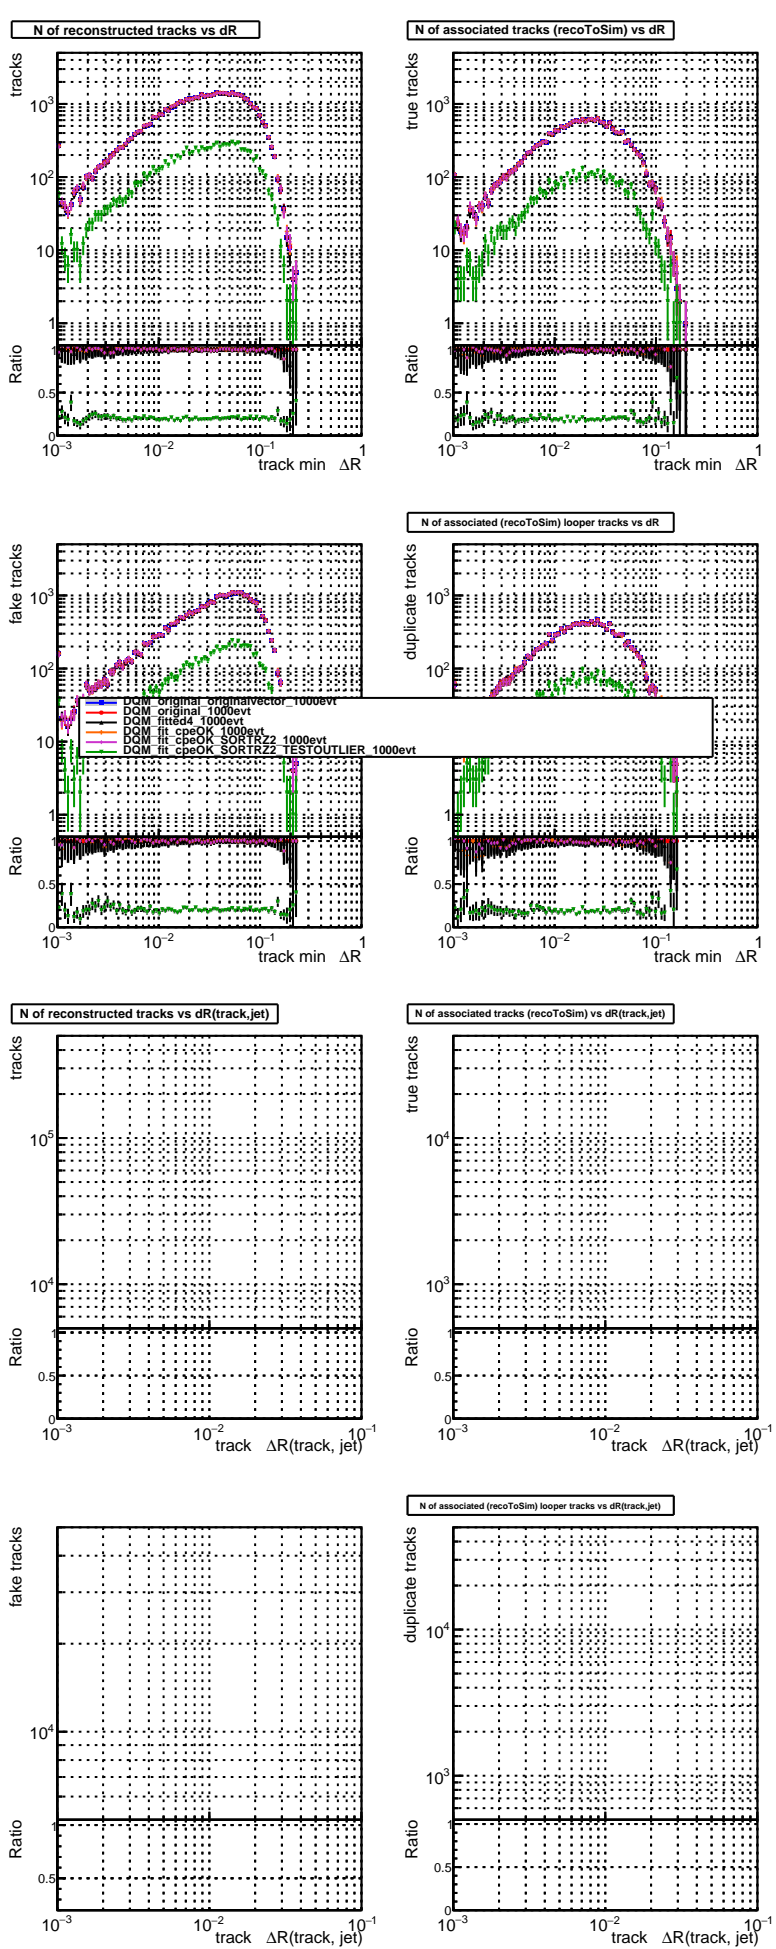 N of reconstructed tracks vs dR
tracks
10³
10²
10
1
Ratio
1
0.5
0
10⁻³ 10⁻² 10⁻¹ 1
track min ΔR
N of associated tracks (recoToSim) vs dR
true tracks
10³
10²
10
1
Ratio
1
0.5
0
10⁻³ 10⁻² 10⁻¹ 1
track min ΔR
fake tracks
10³
10²
10
1
Ratio
1
0.5
0
10⁻³ 10⁻² 10⁻¹ 1
track min ΔR
N of associated (recoToSim) looper tracks vs dR
duplicate tracks
10³
10²
10
1
Ratio
1
0.5
0
10⁻³ 10⁻² 10⁻¹ 1
track min ΔR
DQM_original_originalvector_1000evt
DQM_original_1000evt
DQM_fitted4_1000evt
DQM_fit_cpeOK_1000evt
DQM_fit_cpeOK_SORTRZ2_1000evt
DQM_fit_cpeOK_SORTRZ2_TESTOUTLIER_1000evt
N of reconstructed tracks vs dR(track,jet)
tracks
10⁵
10⁴
Ratio
1
0.5
0
10⁻³ 10⁻² 10⁻¹
track ΔR(track, jet)
N of associated tracks (recoToSim) vs dR(track,jet)
true tracks
10⁴
10³
Ratio
1
0.5
0
10⁻³ 10⁻² 10⁻¹
track ΔR(track, jet)
fake tracks
10⁴
Ratio
1
0.5
10⁻³ 10⁻² 10⁻¹
track ΔR(track, jet)
N of associated (recoToSim) looper tracks vs dR(track,jet)
duplicate tracks
10⁴
10³
Ratio
1
0.5
0
10⁻³ 10⁻² 10⁻¹
track ΔR(track, jet)